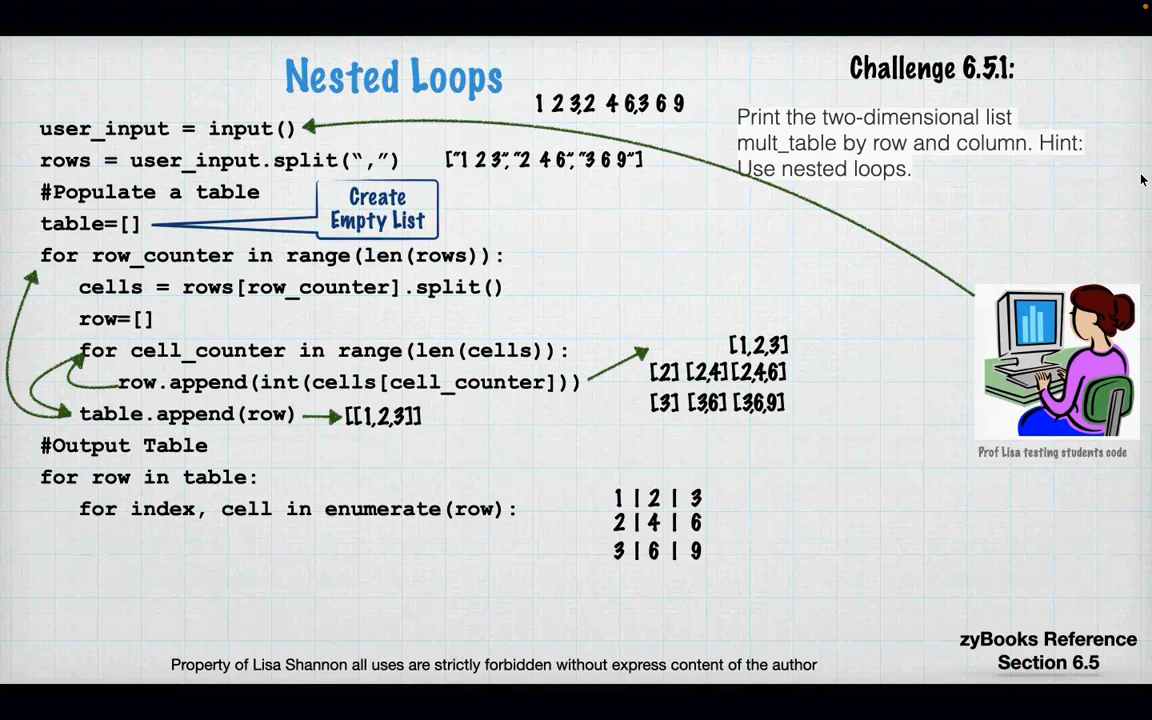 Nested Loops
Challenge 6.5.1:
1 2 3,2 4 6,3 6 9
Print the two-dimensional list
mult_table by row and column. Hint:
Use nested loops.
user_input = input()
rows = user_input.split(“,”)
["1 2 3","2 4 6","3 6 9"]
#Populate a table
Create
Empty List
table=[]
for row_counter in range(len(rows)):
cells = rows[row_counter].split()
row=[]
for cell_counter in range(len(cells)):
[1,2,3]
row.append(int(cells[cell_counter]))
[2] [2,4] [2,4,6]
[3] [3,6] [3,6,9]
table.append(row)
[[1,2,3]]
#Output Table
Prof Lisa testing students code
for row in table:
for index, cell in enumerate(row):
1 | 2 | 3
2 | 4 | 6
3 | 6 | 9
zyBooks Reference
Section 6.5
Property of Lisa Shannon all uses are strictly forbidden without express content of the author